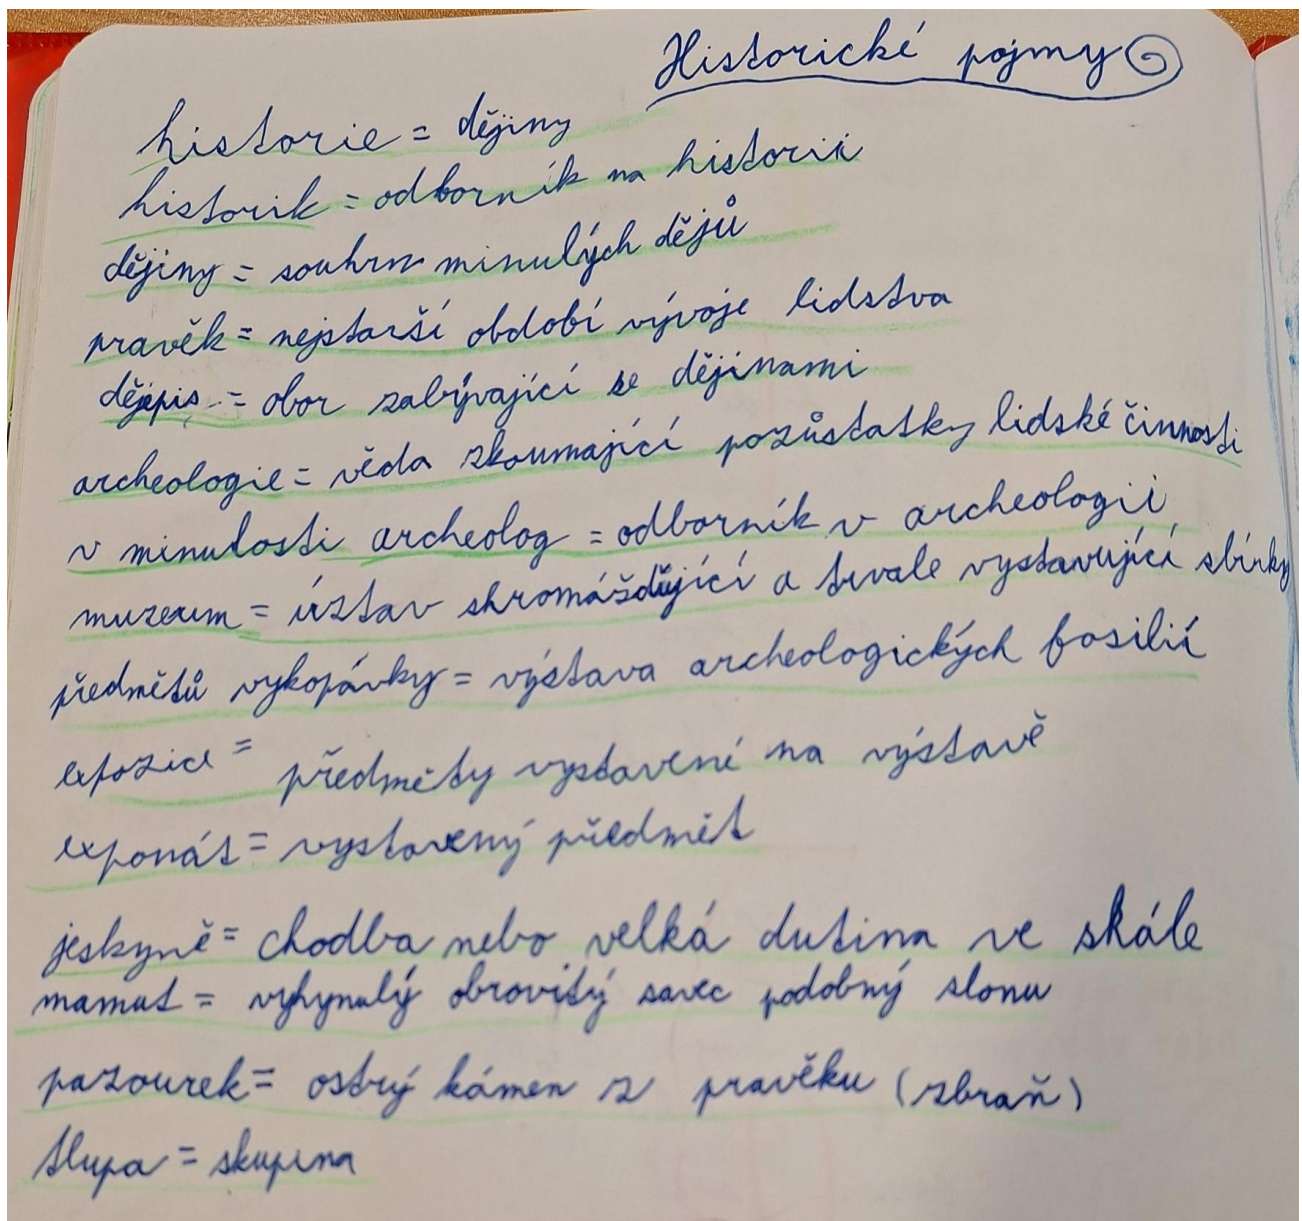 Historické pojmy
historie = dějiny
historik = odborník na historii
dějiny = souhrn minulých dějů
pravěk = nejstarší období vývoje lidstva
dějepis = obor zabývající se dějinami
archeologie = věda zkoumající pozůstatky lidské činnosti
v minulosti archeolog = odborník v archeologii
muzeum = ústav shromážďující a trvale vystavující sbírky
předmětů vykopávky = výstava archeologických fosilií
expozice = předměty vystavené na výstavě
exponát = vystavený předmět
jeskyně = chodba nebo velká dutina ve skále
mamut = vyhynulý obrovitý savec podobný slonu
pazourek = ostrý kámen z pravěku (zbraň)
tlupa = skupina